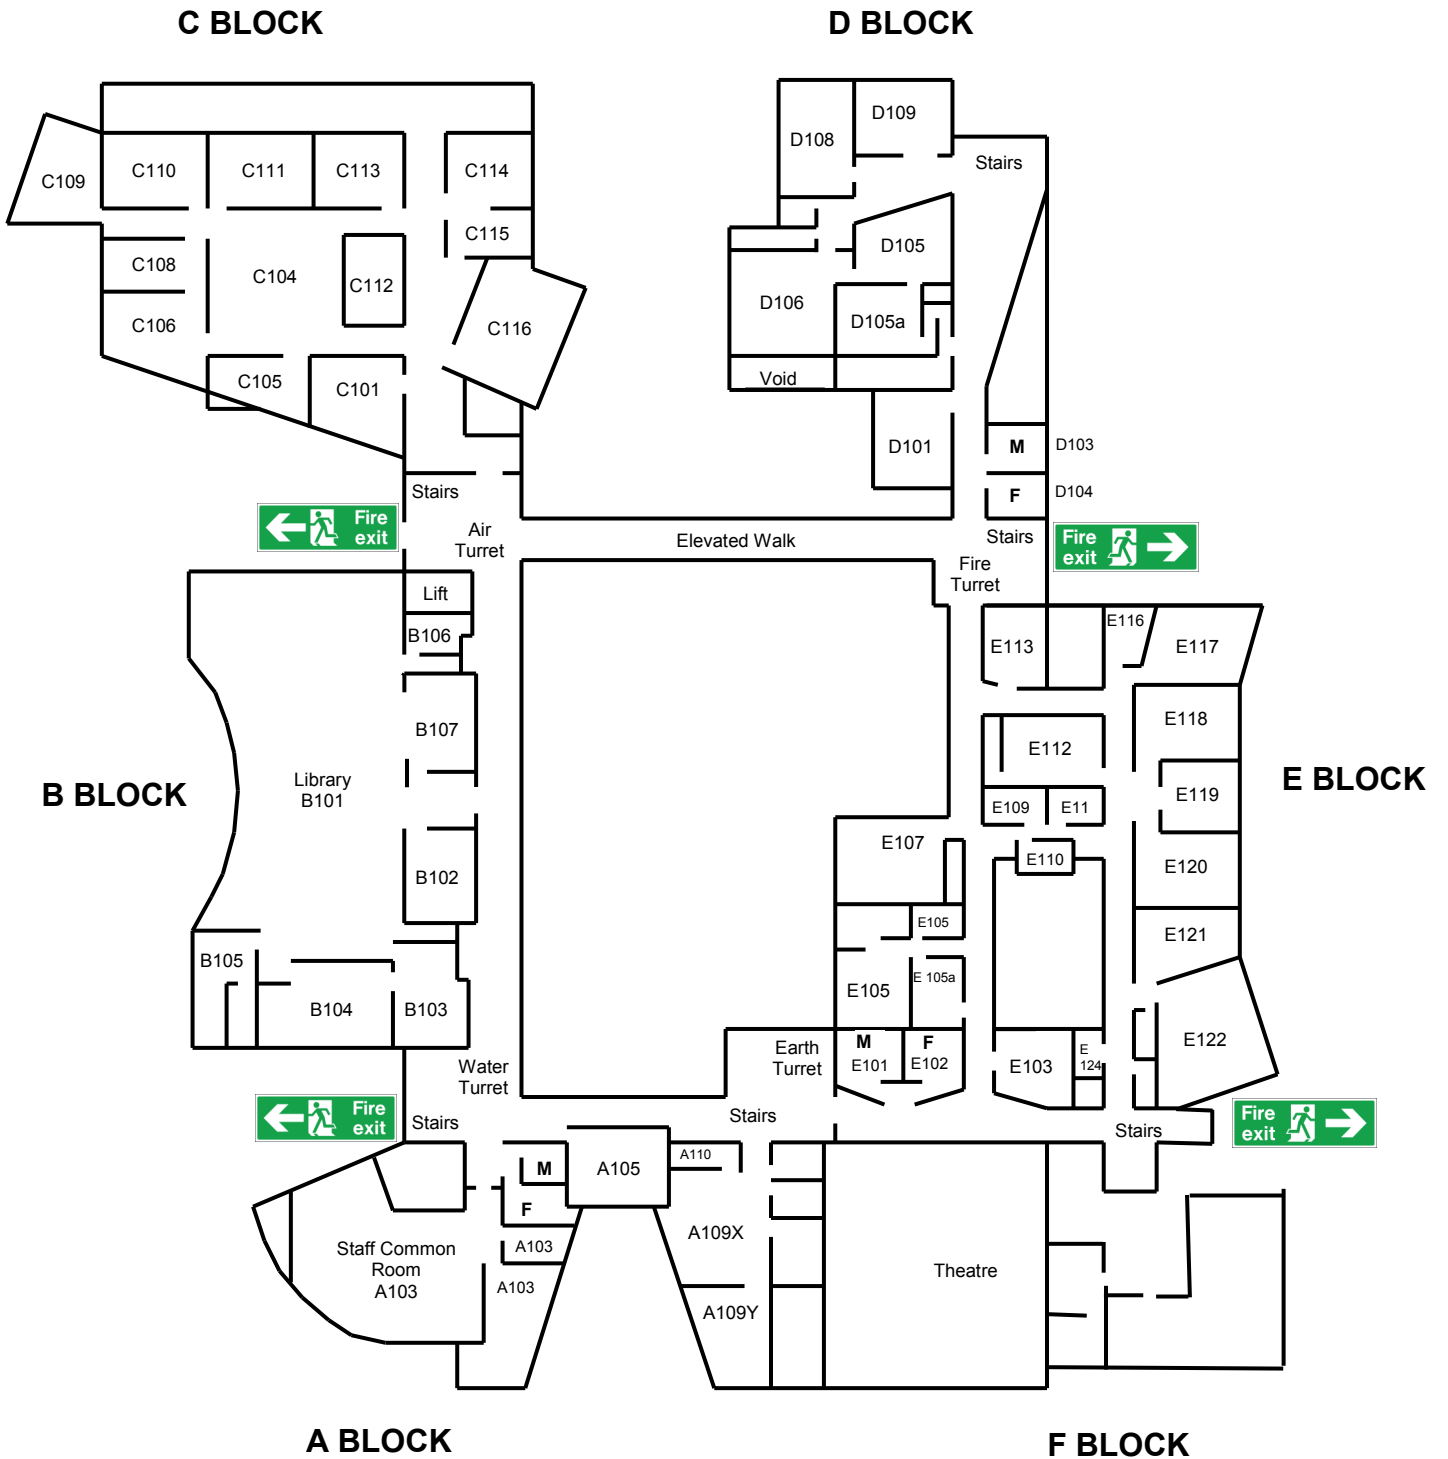 C BLOCK
D BLOCK
C109
C110
C111
C113
C114
C115
C108
C104
C112
C106
C116
C105
C101
Stairs
D108
D109
Stairs
D105
D106
D105a
Void
D101
M
D103
F
D104
Stairs
Fire
exit
Air
Turret
Elevated Walk
Fire
Turret
Fire
exit
Lift
B106
B107
Library
B101
B BLOCK
B102
B105
B104
B103
Water
Turret
E113
E116
E117
E118
E112
E119
E109
E11
E107
E110
E120
E BLOCK
E105
E121
E105
E 105a
E122
Earth
Turret
M
E101
F
E102
E103
E
124
Fire
exit
Stairs
Stairs
Stairs
Fire
exit
M
A105
A110
F
A103
A103
Staff Common
Room
A103
A109X
A109Y
Theatre
A BLOCK
F BLOCK